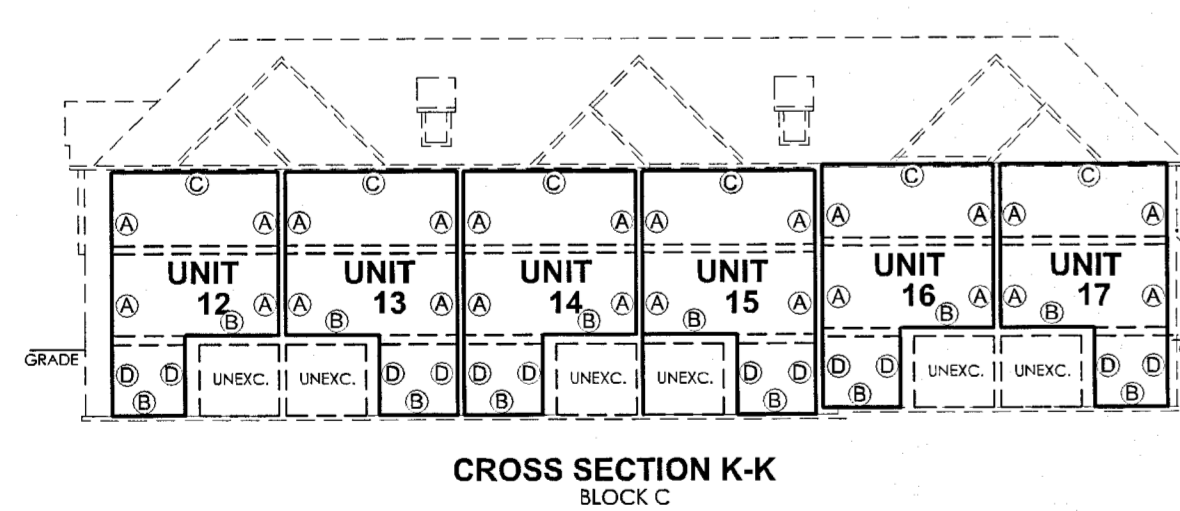 C C C C C C
A A A A A A A A A A A A
UNIT UNIT UNIT UNIT UNIT UNIT
12 13 14 15 16 17
A A A A A A A A A A A A
B B B B B B
GRADE
D D UNEXC. UNEXC. D D D D UNEXC. UNEXC. D D D D UNEXC. UNEXC. D D
B B B B B B
CROSS SECTION K-K
BLOCK C